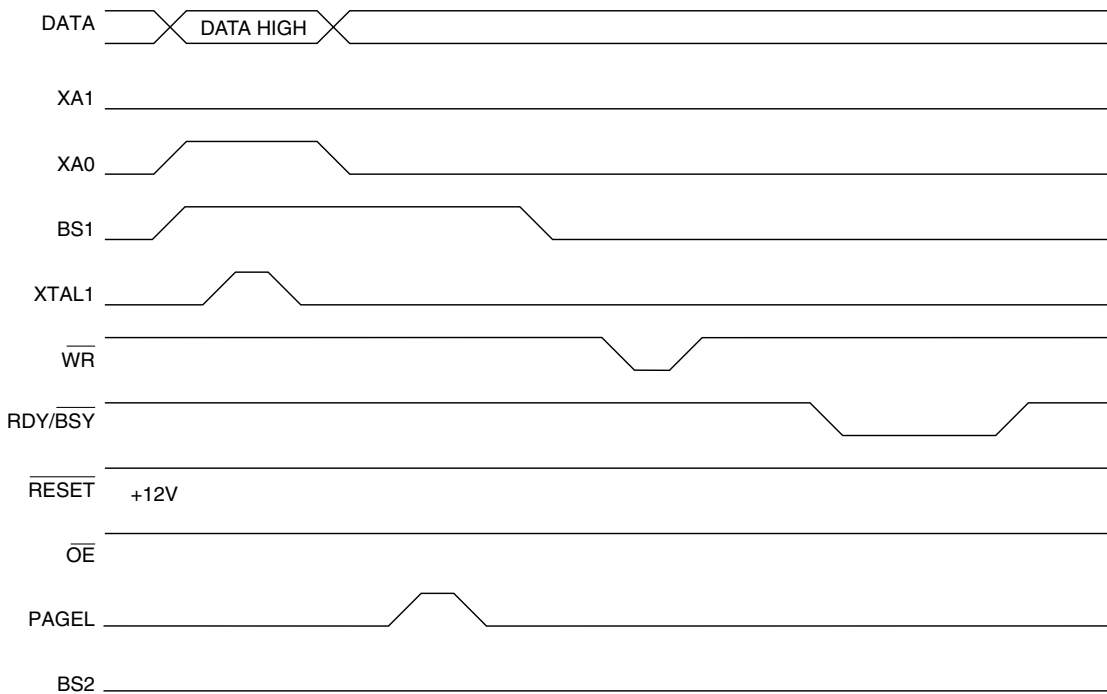 DATA DATA HIGH
XA1
XA0
BS1
XTAL1
WR
RDY/BSY
RESET +12V
OE
PAGEL
BS2